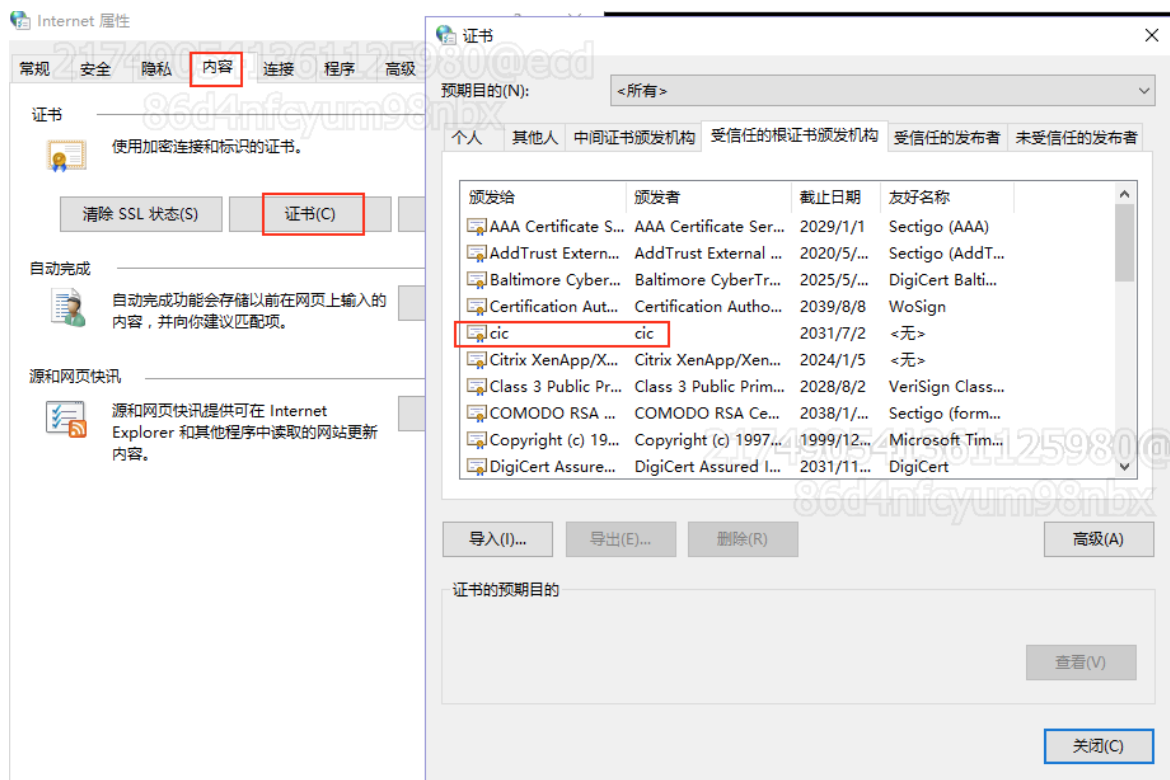 Internet 属性
常规 安全 隐私 内容 连接 程序 高级
证书
使用加密连接和标识的证书。
清除 SSL 状态(S) 证书(C)
自动完成
自动完成功能会存储以前在网页上输入的
内容，并向你建议匹配项。
源和网页快讯
源和网页快讯提供可在 Internet
Explorer 和其他程序中读取的网站更新
内容。
证书
预期目的(N): <所有>
个人 其他人 中间证书颁发机构 受信任的根证书颁发机构 受信任的发布者 未受信任的发布者
颁发给 颁发者 截止日期 友好名称
AAA Certificate S... AAA Certificate Ser... 2029/1/1 Sectigo (AAA)
AddTrust Extern... AddTrust External ... 2020/5/... Sectigo (AddT...
Baltimore Cyber... Baltimore CyberTr... 2025/5/... DigiCert Balti...
Certification Aut... Certification Autho... 2039/8/8 WoSign
cic cic 2031/7/2 <无>
Citrix XenApp/X... Citrix XenApp/Xen... 2024/1/5 <无>
Class 3 Public Pr... Class 3 Public Prim... 2028/8/2 VeriSign Class...
COMODO RSA ... COMODO RSA Ce... 2038/1/... Sectigo (form...
Copyright (c) 19... Copyright (c) 1997... 1999/12... Microsoft Tim...
DigiCert Assure... DigiCert Assured I... 2031/11... DigiCert
导入(I)... 导出(E)... 删除(R) 高级(A)
证书的预期目的
查看(V)
关闭(C)
86d4nfcyum98nbx
86d4nfcyum98nbx